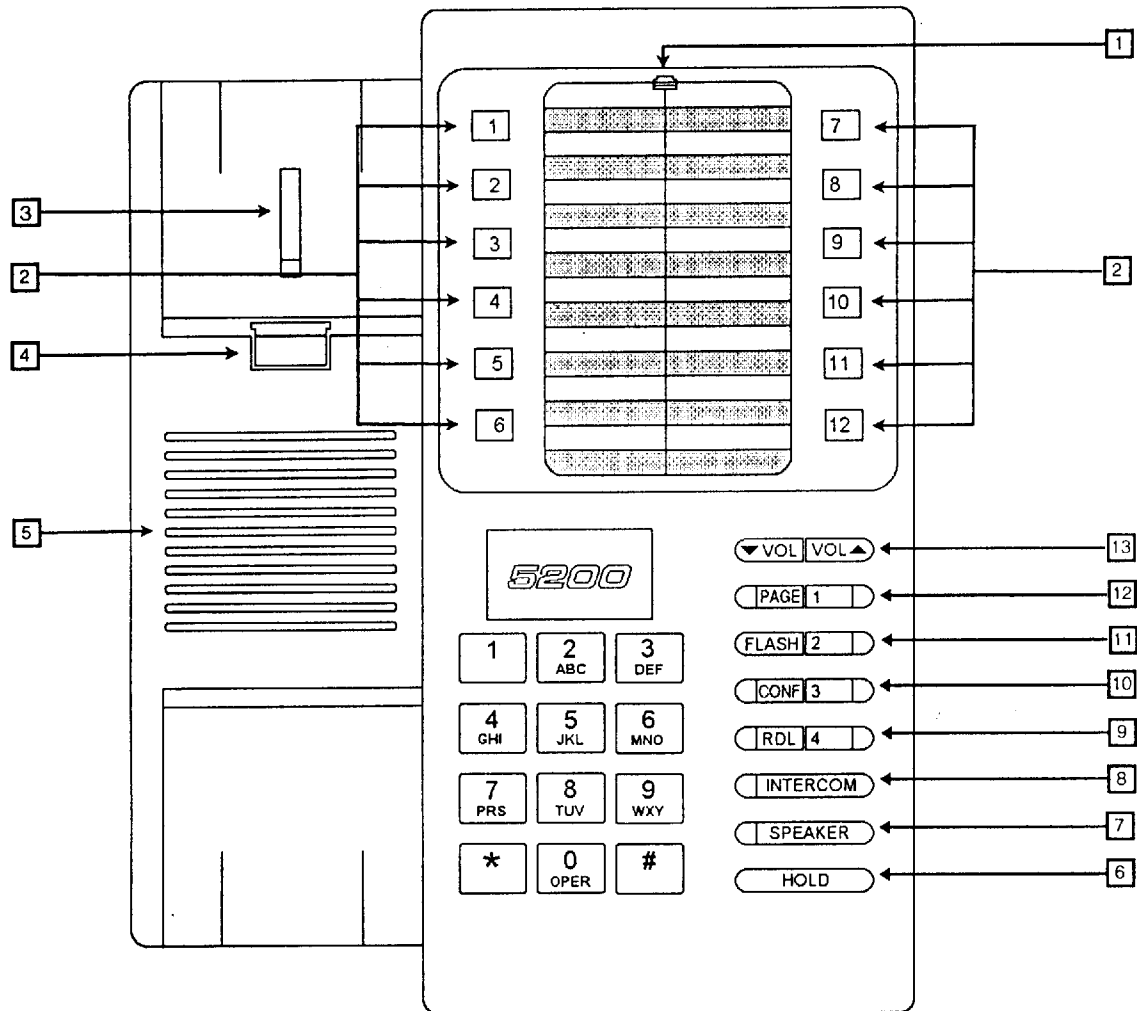 1
1 7
2 8
3
3 9
2 2
4 10
4
5 11
6 12
5
5200
▼ VOL VOL ▲ 13
PAGE 1 12
1 2 ABC 3 DEF
FLASH 2 11
CONF 3 10
4 GHI 5 JKL 6 MNO
RDL 4 9
7 PRS 8 TUV 9 WXY
INTERCOM 8
SPEAKER 7
* 0 OPER #
HOLD 6